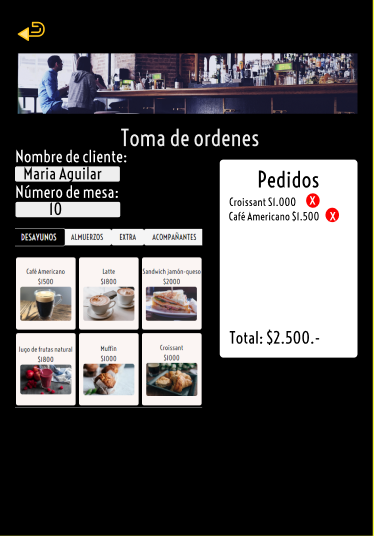 Toma de ordenes
Nombre de cliente:
Maria Aguilar
Número de mesa:
10
DESAYUNOS ALMUERZOS EXTRA ACOMPAÑANTES
Café Americano
$1500
Latte
$1800
Sandwich jamón-queso
$2000
Jugo de frutas natural
$1800
Muffin
$1000
Croissant
$1000
Pedidos
Croissant $1.000 X
Café Americano $1.500 X
Total: $2.500.-